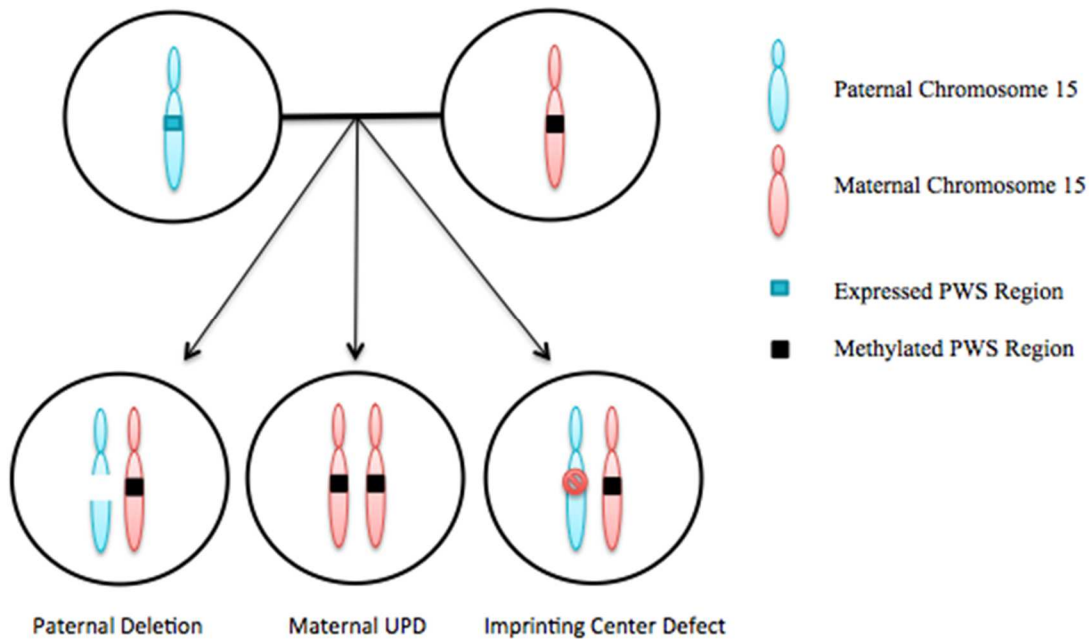 Paternal Chromosome 15
Maternal Chromosome 15
Expressed PWS Region
Methylated PWS Region
Paternal Deletion
Maternal UPD
Imprinting Center Defect